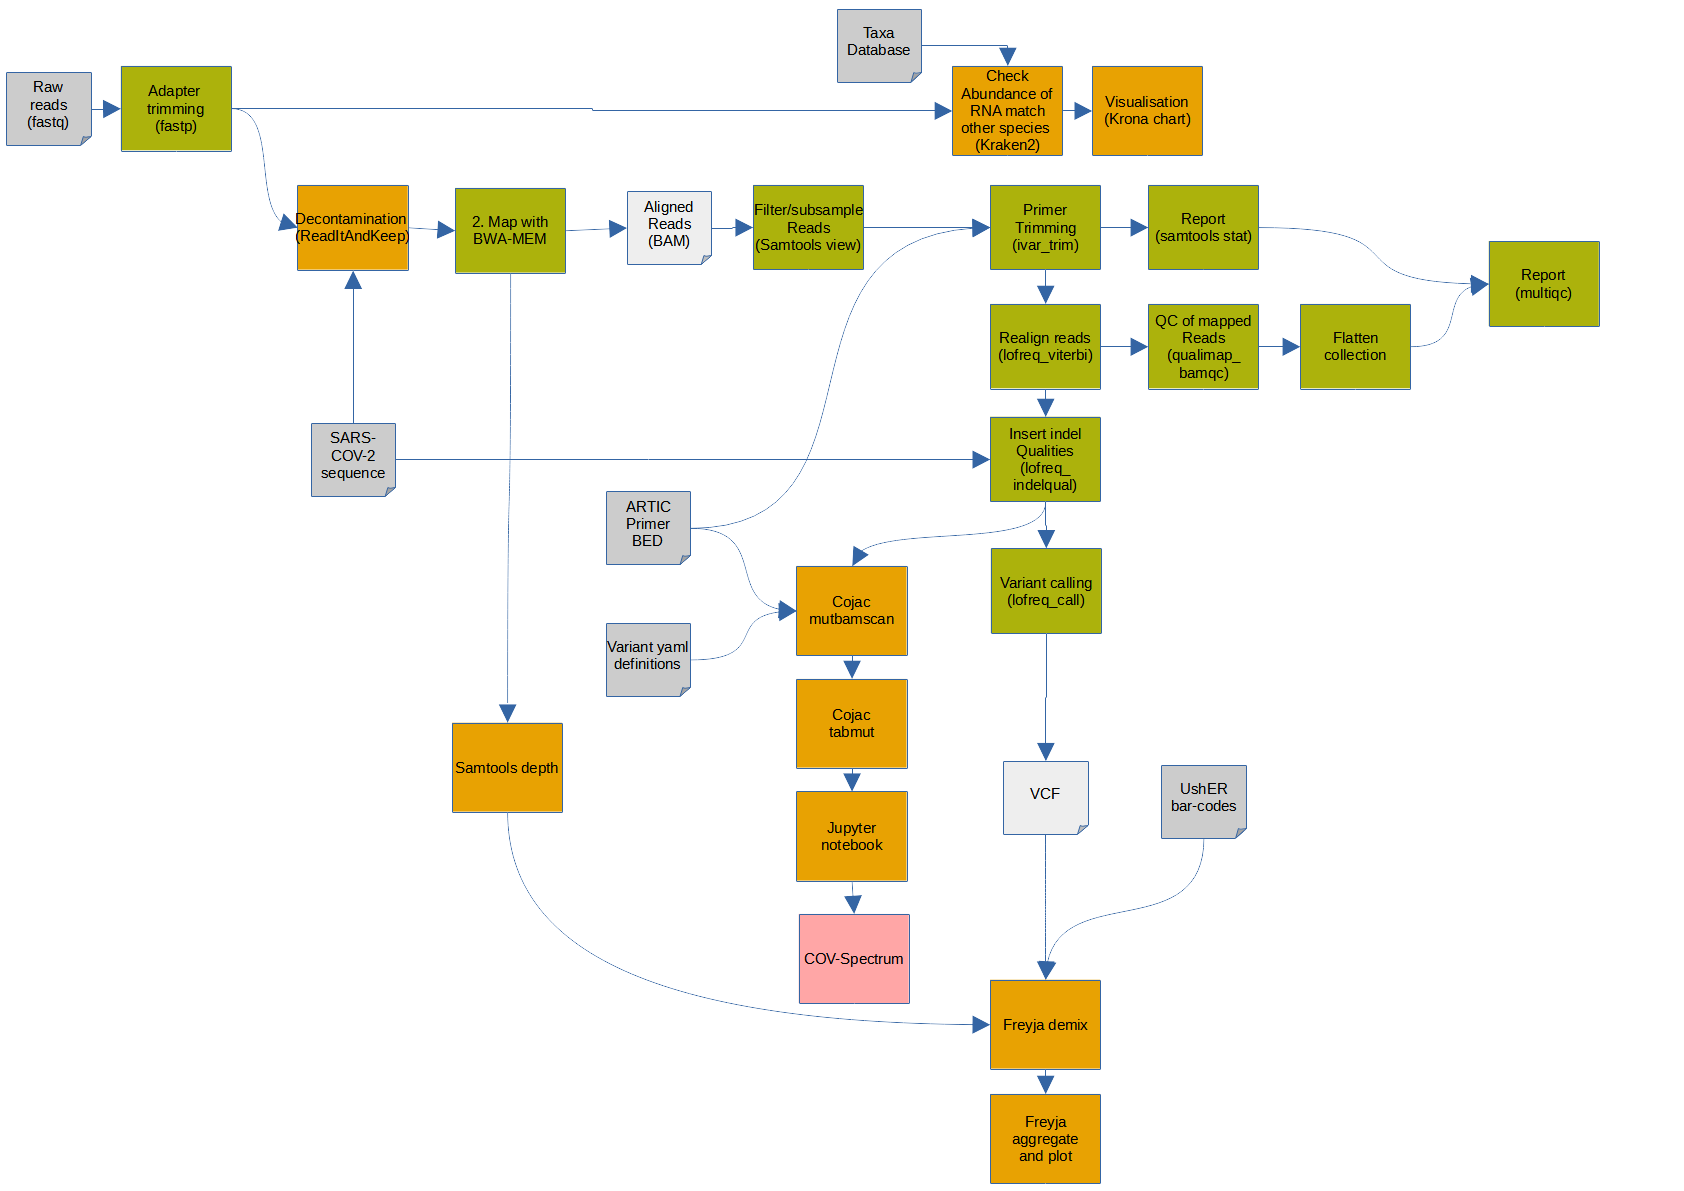 Taxa
Database
Raw
reads
(fastq)
Adapter
trimming
(fastp)
Check
Abundance of
RNA match
other species
(Kraken2)
Visualisation
(Krona chart)
Decontamination
(ReadItAndKeep)
2. Map with
BWA-MEM
Aligned
Reads
(BAM)
Filter/subsample
Reads
(Samtools view)
Primer
Trimming
(ivar_trim)
Report
(samtools stat)
Report
(multiqc)
Realign reads
(lofreq_viterbi)
QC of mapped
Reads
(qualimap_
bamqc)
Flatten
collection
SARS-
COV-2
sequence
Insert indel
Qualities
(lofreq_
indelqual)
ARTIC
Primer
BED
Variant calling
(lofreq_call)
Cojac
mutbamscan
Variant yaml
definitions
Cojac
tabmut
Samtools depth
VCF
UshER
bar-codes
Jupyter
notebook
COV-Spectrum
Freyja demix
Freyja
aggregate
and plot